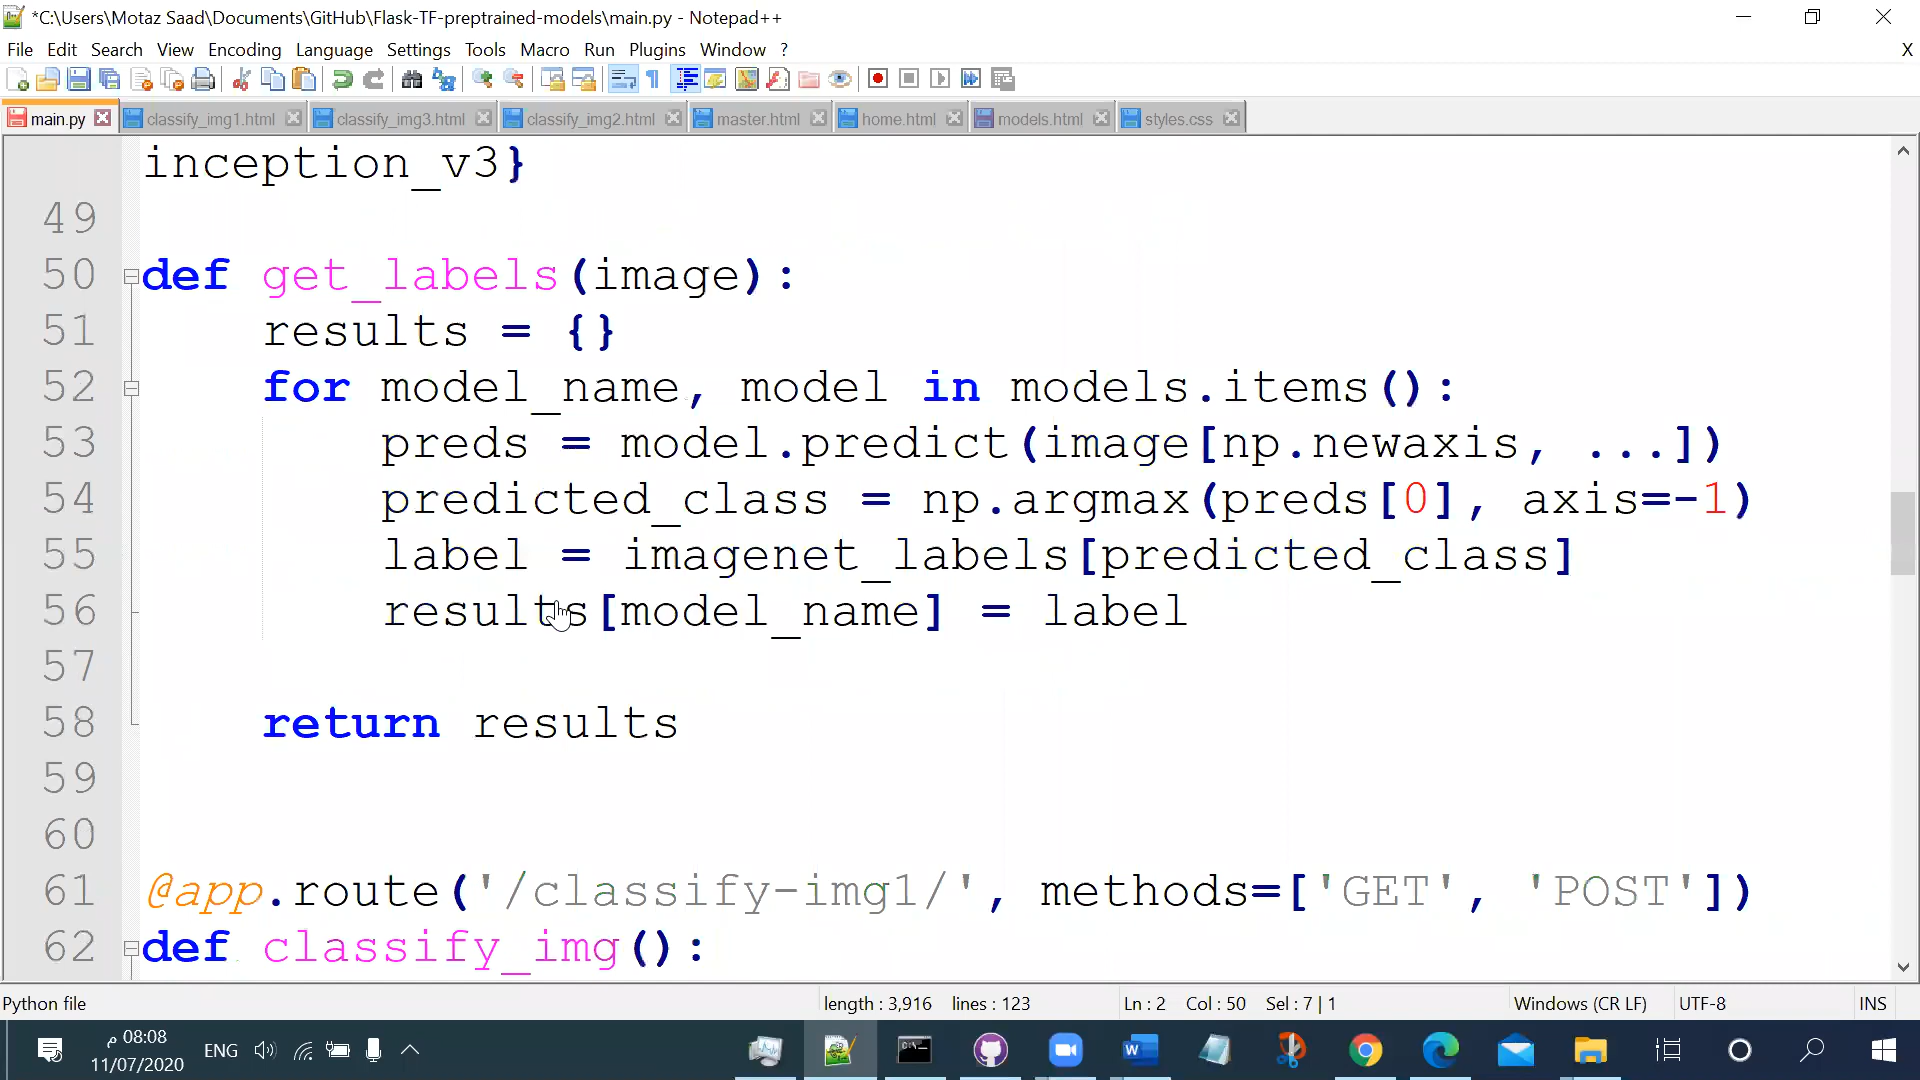 *C:\Users\Motaz Saad\Documents\GitHub\Flask-TF-preptrained-models\main.py - Notepad++
File Edit Search View Encoding Language Settings Tools Macro Run Plugins Window ? X
main.py classify_img1.html classify_img3.html classify_img2.html master.html home.html models.html styles.css
inception_v3}
49
50 def get_labels(image):
51 results = {}
52 for model_name, model in models.items():
53 preds = model.predict(image[np.newaxis, ...])
54 predicted_class = np.argmax(preds[0], axis=-1)
55 label = imagenet_labels[predicted_class]
56 results[model_name] = label
57
58 return results
59
60
61 @app.route('/classify-img1/', methods=['GET', 'POST'])
62 def classify_img():
Python file length : 3,916 lines : 123 Ln : 2 Col : 50 Sel : 7 | 1 Windows (CR LF) UTF-8 INS
08:08 م
11/07/2020
ENG